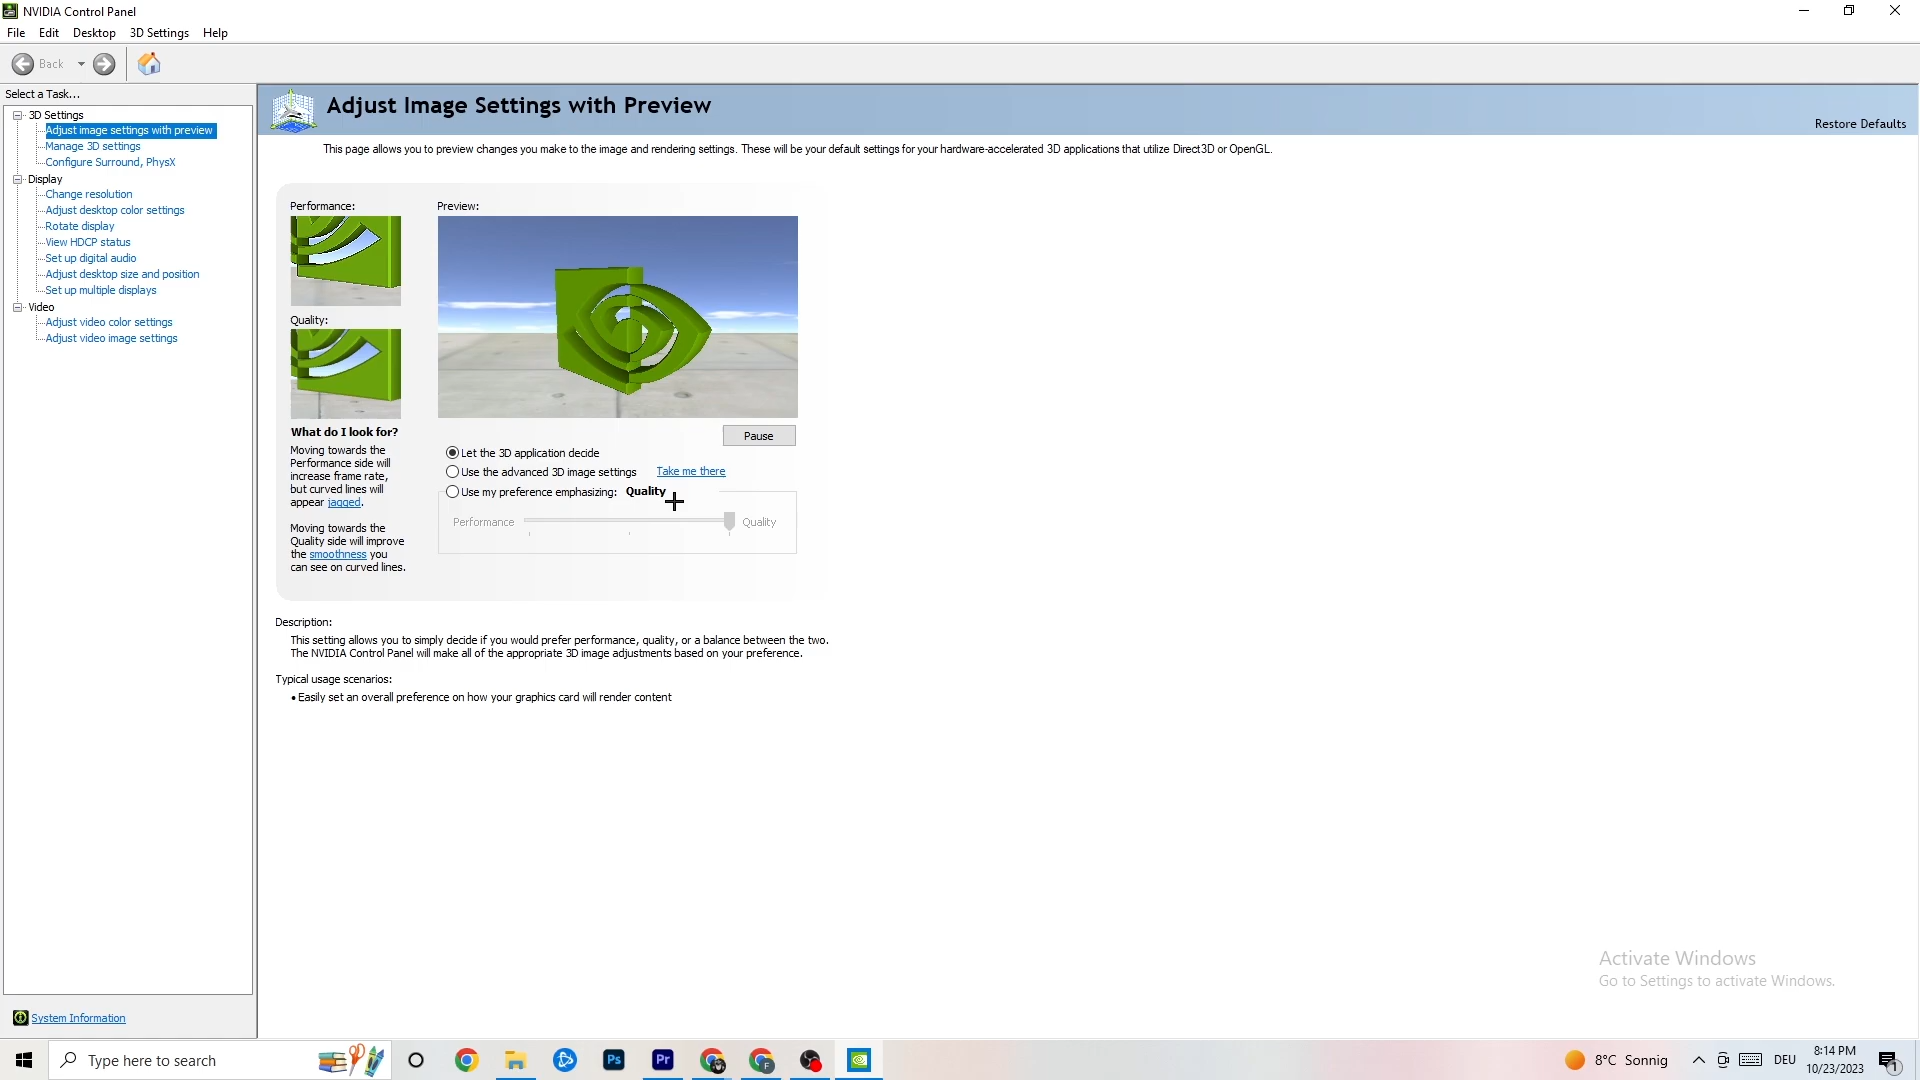 NVIDIA Control Panel
File Edit Desktop 3D Settings Help
Back
Select a Task...
3D Settings
Adjust image settings with preview
Manage 3D settings
Configure Surround, PhysX
Display
Change resolution
Adjust desktop color settings
Rotate display
View HDCP status
Set up digital audio
Adjust desktop size and position
Set up multiple displays
Video
Adjust video color settings
Adjust video image settings
System Information
Adjust Image Settings with Preview
Restore Defaults
This page allows you to preview changes you make to the image and rendering settings. These will be your default settings for your hardware-accelerated 3D applications that utilize Direct3D or OpenGL.
Performance:
Quality:
What do I look for?
Moving towards the
Performance side will
increase frame rate,
but curved lines will
appear jagged.
Moving towards the
Quality side will improve
the smoothness you
can see on curved lines.
Preview:
Pause
Let the 3D application decide
Use the advanced 3D image settings Take me there
Use my preference emphasizing: Quality
Performance Quality
Description:
This setting allows you to simply decide if you would prefer performance, quality, or a balance between the two.
The NVIDIA Control Panel will make all of the appropriate 3D image adjustments based on your preference.
Typical usage scenarios:
• Easily set an overall preference on how your graphics card will render content
Activate Windows
Go to Settings to activate Windows.
Type here to search
Ps
Pr
F
8°C Sonnig
DEU
8:14 PM
10/23/2023
1